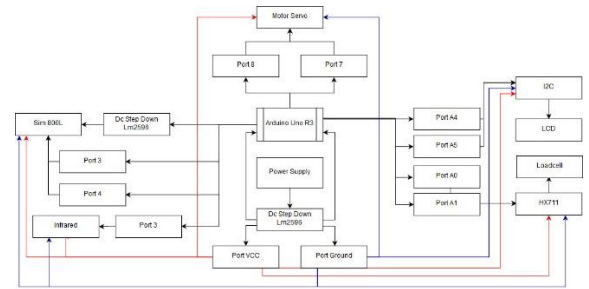 Motor Servo
Port 6
Port 7
Sim 800L
Dc Step Down
Lm2596
Arduino Uno R3
Port A4
I2C
Port A5
LCD
Port 3
Power Supply
Port A0
Loadcell
Port 4
Port A1
HX711
Infrared
Port 3
Dc Step Down
Lm2596
Port VCC
Port Ground